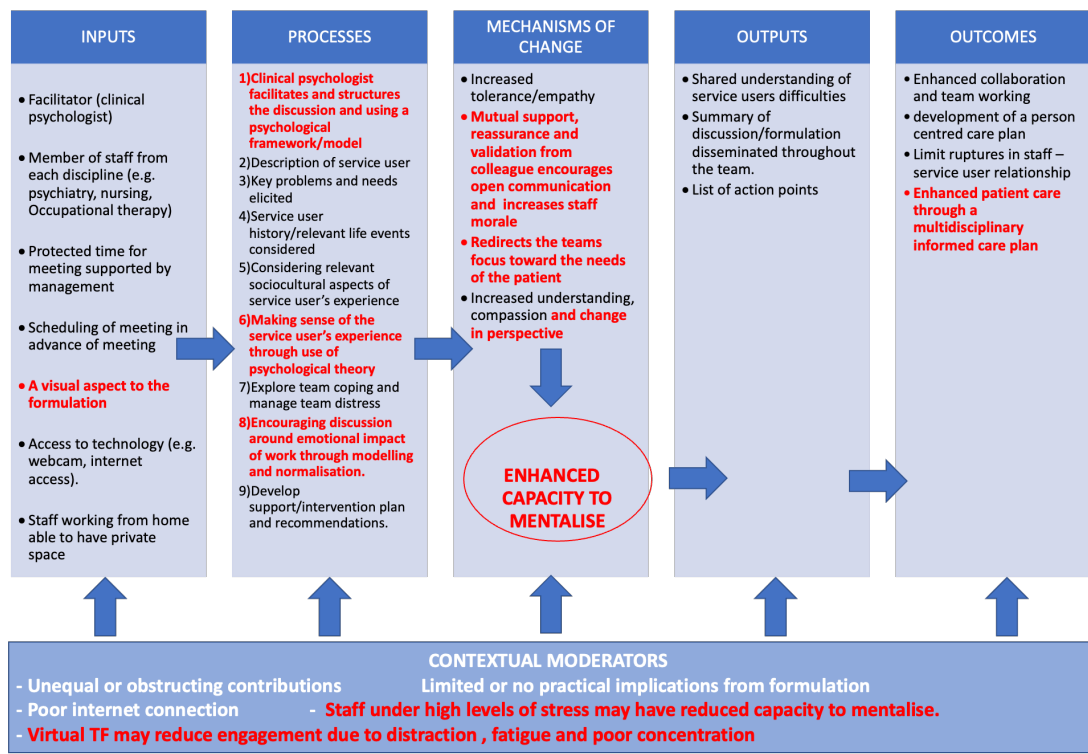 INPUTS
• Facilitator (clinical
psychologist)
• Member of staff from
each discipline (e.g.
psychiatry, nursing,
Occupational therapy)
• Protected time for
meeting supported by
management
• Scheduling of meeting in
advance of meeting
• A visual aspect to the
formulation
• Access to technology (e.g.
webcam, internet
access).
• Staff working from home
able to have private
space
PROCESSES
1)Clinical psychologist
facilitates and structures
the discussion and using a
psychological
framework/model
2)Description of service user
3)Key problems and needs
elicited
4)Service user
history/relevant life events
considered
5)Considering relevant
sociocultural aspects of
service user’s experience
6)Making sense of the
service user’s experience
through use of
psychological theory
7)Explore team coping and
manage team distress
8)Encouraging discussion
around emotional impact
of work through modelling
and normalisation.
9)Develop
support/intervention plan
and recommendations.
MECHANISMS OF
CHANGE
• Increased
tolerance/empathy
• Mutual support,
reassurance and
validation from
colleague encourages
open communication
and increases staff
morale
• Redirects the teams
focus toward the needs
of the patient
• Increased understanding,
compassion and change
in perspective
ENHANCED
CAPACITY TO
MENTALISE
OUTPUTS
• Shared understanding of
service users difficulties
• Summary of
discussion/formulation
disseminated throughout
the team.
• List of action points
OUTCOMES
• Enhanced collaboration
and team working
• development of a person
centred care plan
• Limit ruptures in staff –
service user relationship
• Enhanced patient care
through a
multidisciplinary
informed care plan
CONTEXTUAL MODERATORS
- Unequal or obstructing contributions Limited or no practical implications from formulation
- Poor internet connection - Staff under high levels of stress may have reduced capacity to mentalise.
- Virtual TF may reduce engagement due to distraction , fatigue and poor concentration